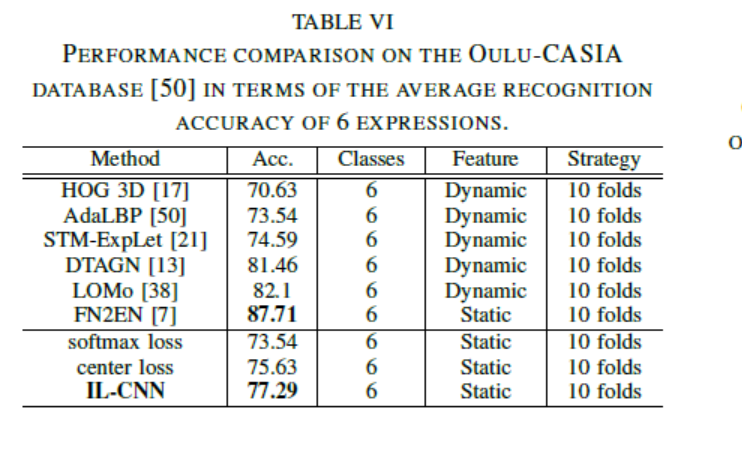 TABLE VI
PERFORMANCE COMPARISON ON THE OULU-CASIA
DATABASE [50] IN TERMS OF THE AVERAGE RECOGNITION
ACCURACY OF 6 EXPRESSIONS.
Method Acc. Classes Feature Strategy
HOG 3D [17] 70.63 6 Dynamic 10 folds
AdaLBP [50] 73.54 6 Dynamic 10 folds
STM-ExpLet [21] 74.59 6 Dynamic 10 folds
DTAGN [13] 81.46 6 Dynamic 10 folds
LOMo [38] 82.1 6 Dynamic 10 folds
FN2EN [7] 87.71 6 Static 10 folds
softmax loss 73.54 6 Static 10 folds
center loss 75.63 6 Static 10 folds
IL-CNN 77.29 6 Static 10 folds